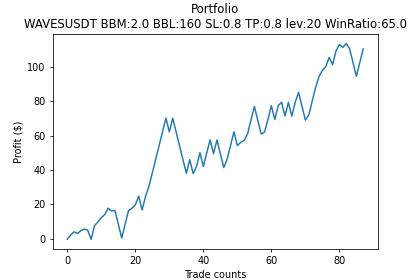 Portfolio
WAVESUSDT BBM:2.0 BBL:160 SL:0.8 TP:0.8 lev:20 WinRatio:65.0
Profit ($)
100
80
60
40
20
0
0 20 40 60 80
Trade counts